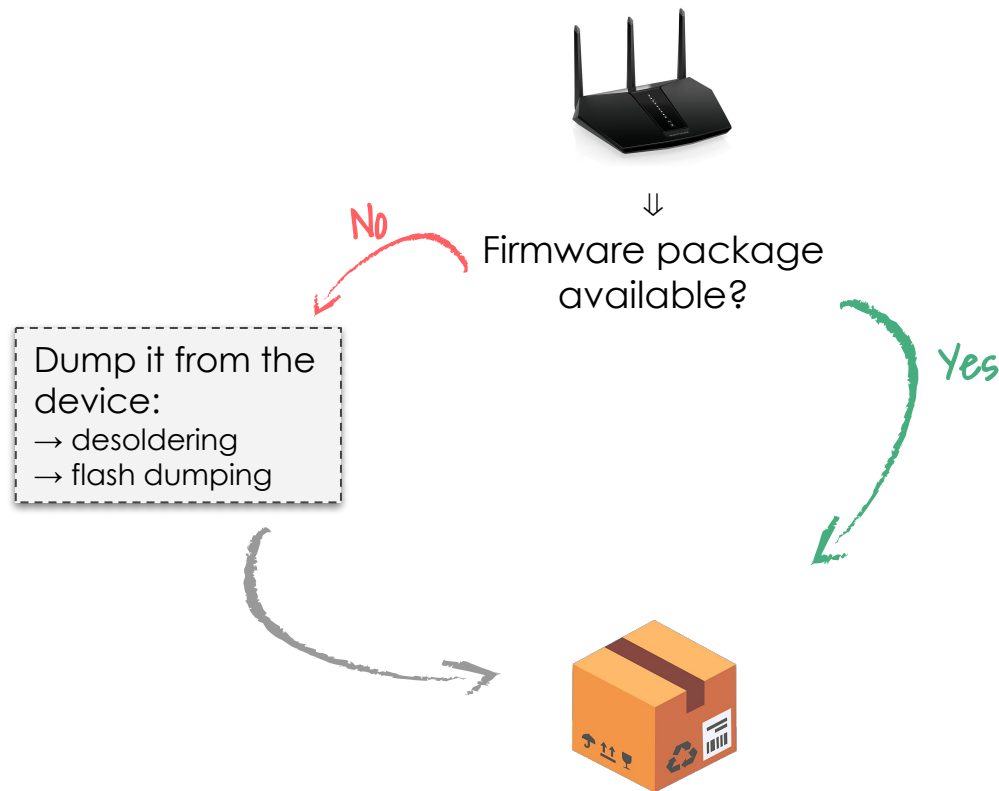 ⇓
Firmware package
available?
No
Yes
Dump it from the
device:
→ desoldering
→ flash dumping